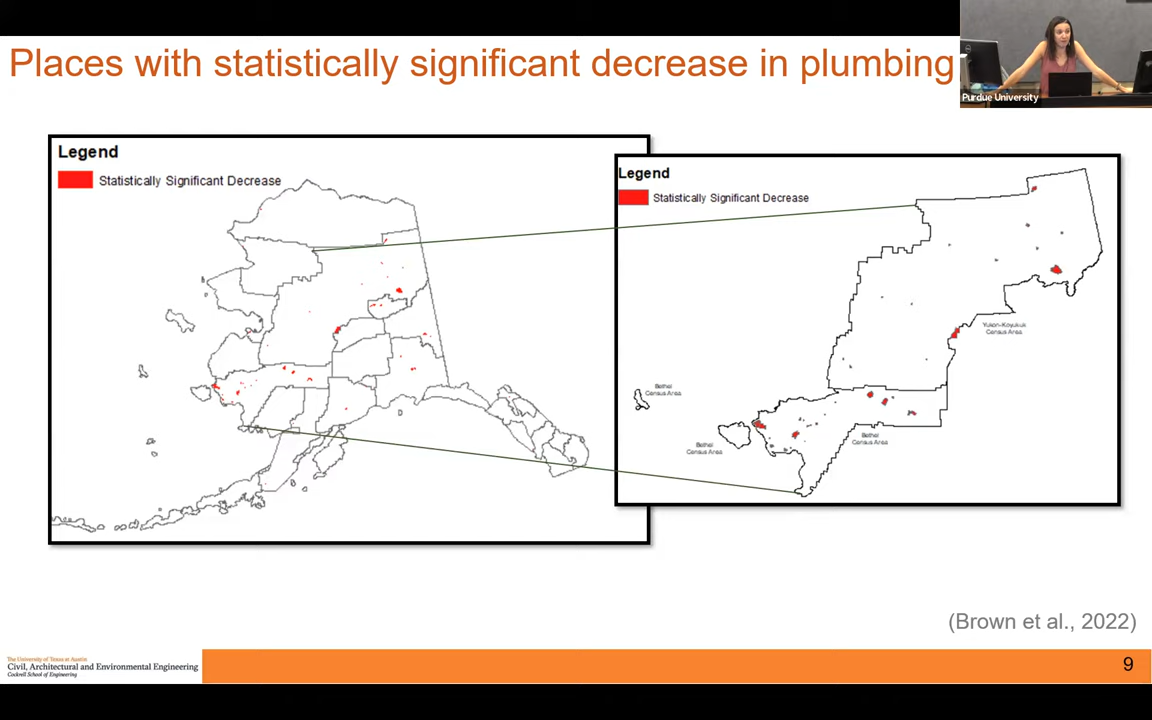 Places with statistically significant decrease in plumbing
Purdue University
Legend
Statistically Significant Decrease
Legend
Statistically Significant Decrease
Yukon-Koyukuk
Census Area
Bethel
Census Area
Bethel
Census Area
Bethel
Census Area
(Brown et al., 2022)
The University of Texas at Austin
Civil, Architectural and Environmental Engineering
Cockrell School of Engineering
9